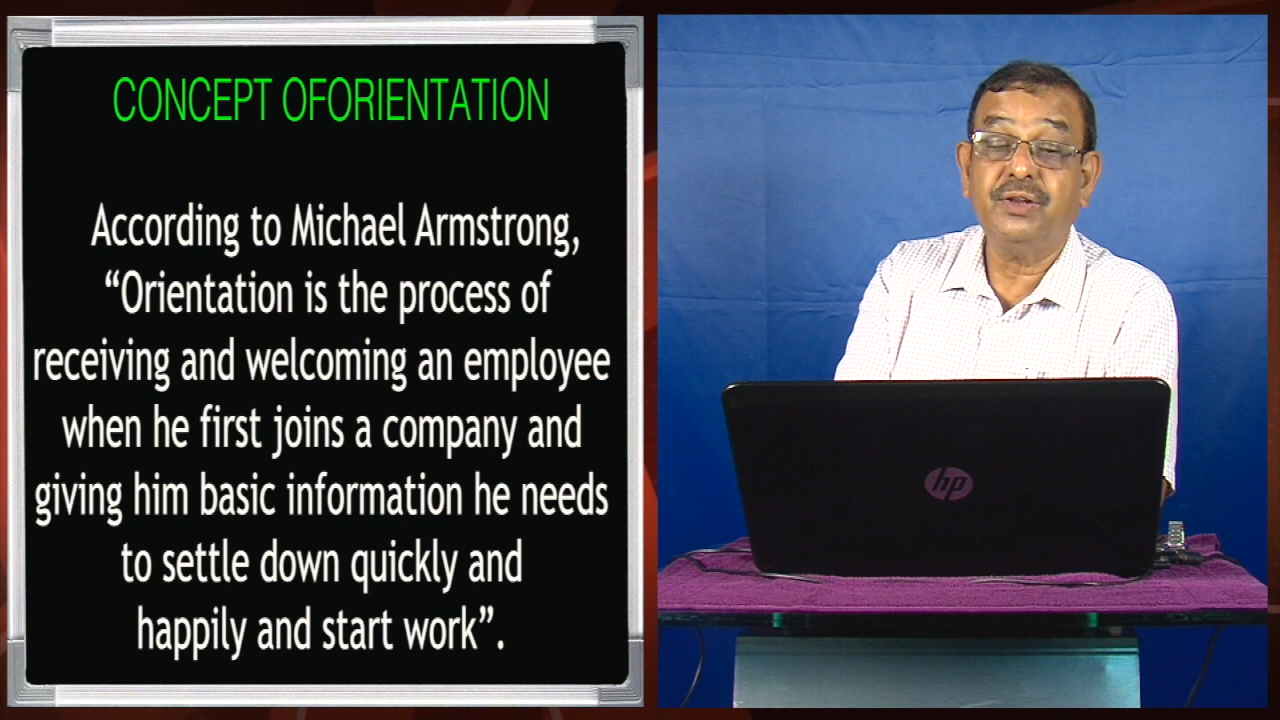 CONCEPT OFORIENTATION
According to Michael Armstrong,
“Orientation is the process of
receiving and welcoming an employee
when he first joins a company and
giving him basic information he needs
to settle down quickly and
happily and start work”.
hp